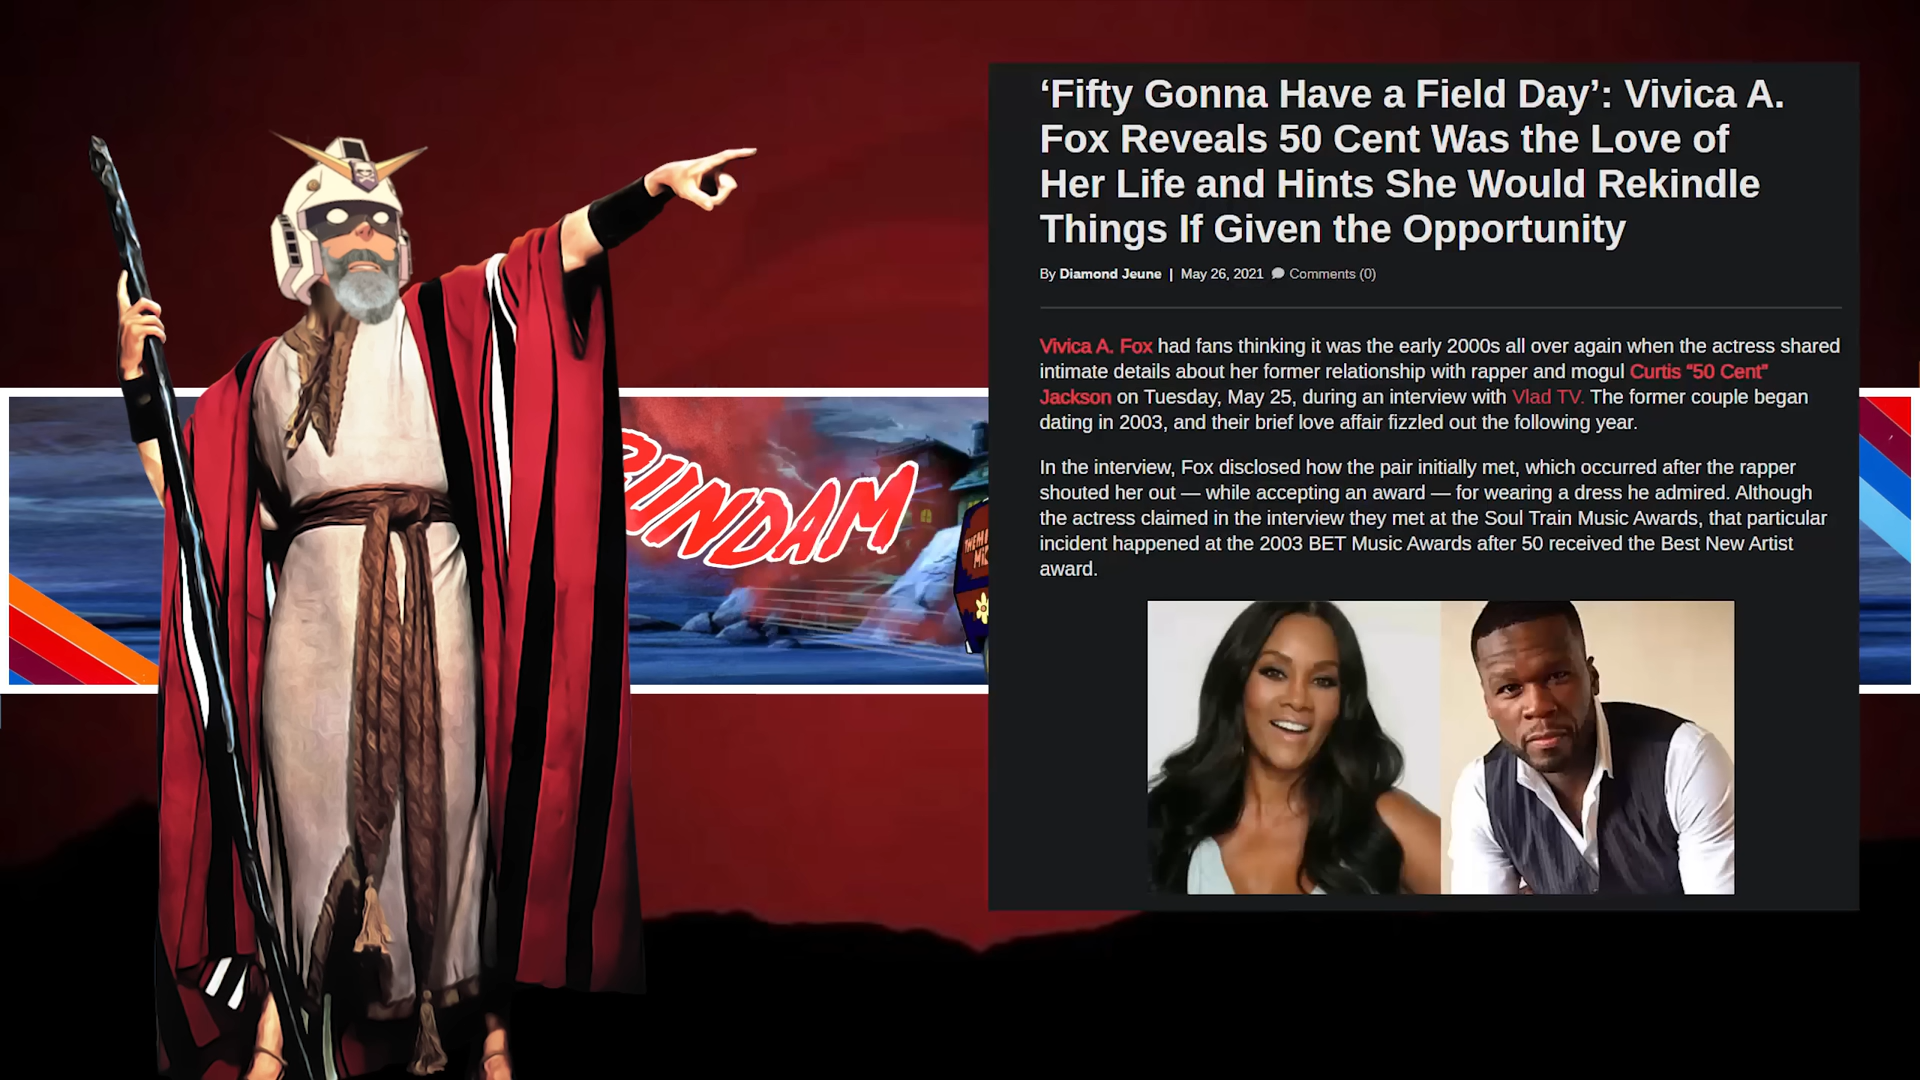 ‘Fifty Gonna Have a Field Day’: Vivica A.
Fox Reveals 50 Cent Was the Love of
Her Life and Hints She Would Rekindle
Things If Given the Opportunity
By Diamond Jeune | May 26, 2021 Comments (0)
Vivica A. Fox had fans thinking it was the early 2000s all over again when the actress shared
intimate details about her former relationship with rapper and mogul Curtis “50 Cent”
Jackson on Tuesday, May 25, during an interview with Vlad TV. The former couple began
dating in 2003, and their brief love affair fizzled out the following year.
In the interview, Fox disclosed how the pair initially met, which occurred after the rapper
shouted her out — while accepting an award — for wearing a dress he admired. Although
the actress claimed in the interview they met at the Soul Train Music Awards, that particular
incident happened at the 2003 BET Music Awards after 50 received the Best New Artist
award.
UNDAM